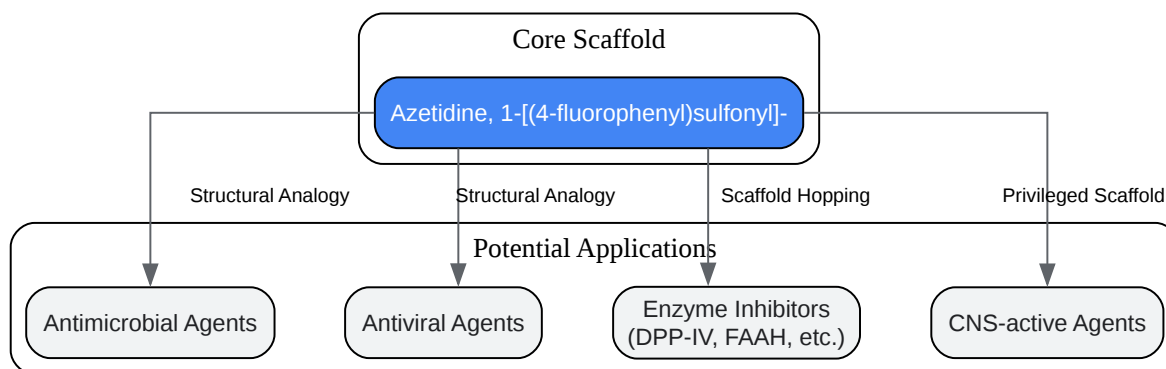 Core Scaffold
Azetidine, 1-[(4-fluorophenyl)sulfonyl]-
Structural Analogy
Structural Analogy
Scaffold Hopping
Privileged Scaffold
Potential Applications
Antimicrobial Agents
Antiviral Agents
Enzyme Inhibitors
(DPP-IV, FAAH, etc.)
CNS-active Agents